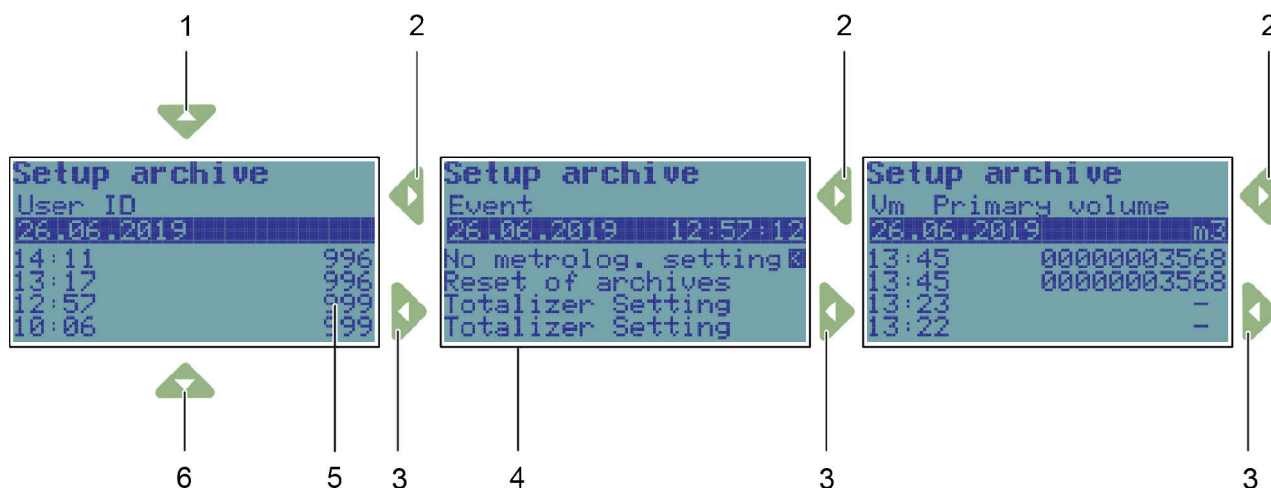 1
2
2
2
Setup archive
User ID
26.06.2019
14:11 996
13:17 996
12:57 999
10:06 999
Setup archive
Event
26.06.2019 12:57:12
No metrolog. setting K
Reset of archives
Totalizer Setting
Totalizer Setting
Setup archive
Vm Primary volume
26.06.2019 m3
13:45 00000003568
13:45 00000003568
13:23 -
13:22 -
6
5
3
4
3
3